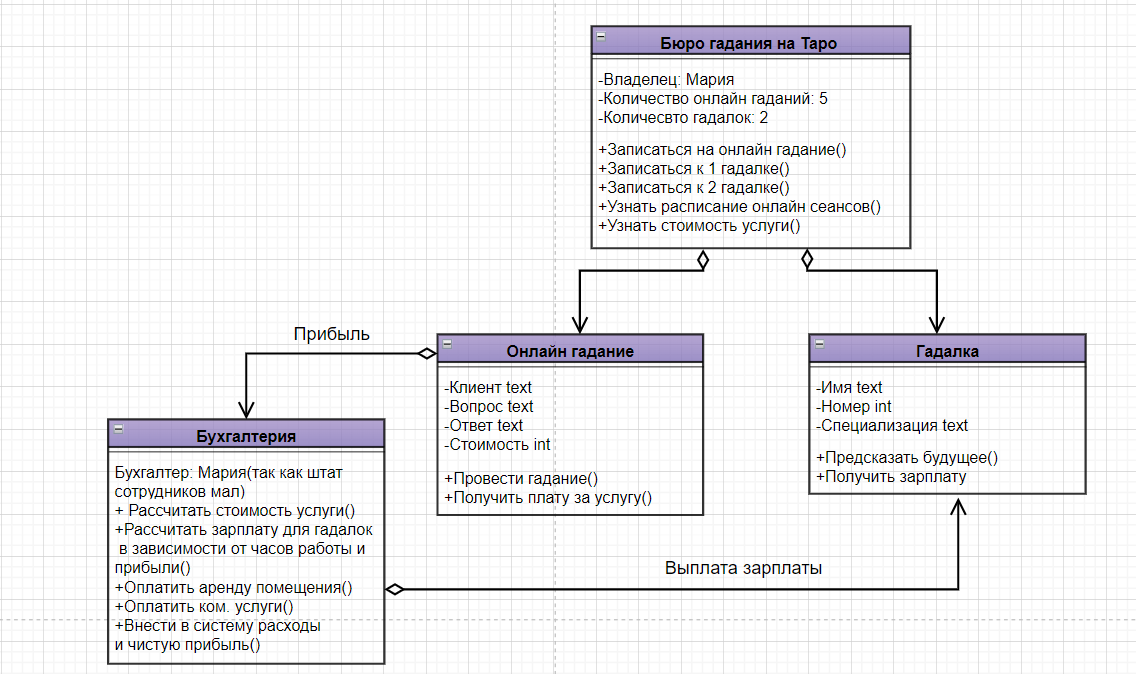 Бюро гадания на Таро
-Владелец: Мария
-Количество онлайн гаданий: 5
-Количесвто гадалок: 2
+Записаться на онлайн гадание()
+Записаться к 1 гадалке()
+Записаться к 2 гадалке()
+Узнать расписание онлайн сеансов()
+Узнать стоимость услуги()
Прибыль
Онлайн гадание
-Клиент text
-Вопрос text
-Ответ text
-Стоимость int
+Провести гадание()
+Получить плату за услугу()
Гадалка
-Имя text
-Номер int
-Специализация text
+Предсказать будущее()
+Получить зарплату
Бухгалтерия
Бухгалтер: Мария(так как штат
сотрудников мал)
+ Рассчитать стоимость услуги()
+Рассчитать зарплату для гадалок
в зависимости от часов работы и
прибыли()
+Оплатить аренду помещения()
+Оплатить ком. услуги()
+Внести в систему расходы
и чистую прибыль()
Выплата зарплаты